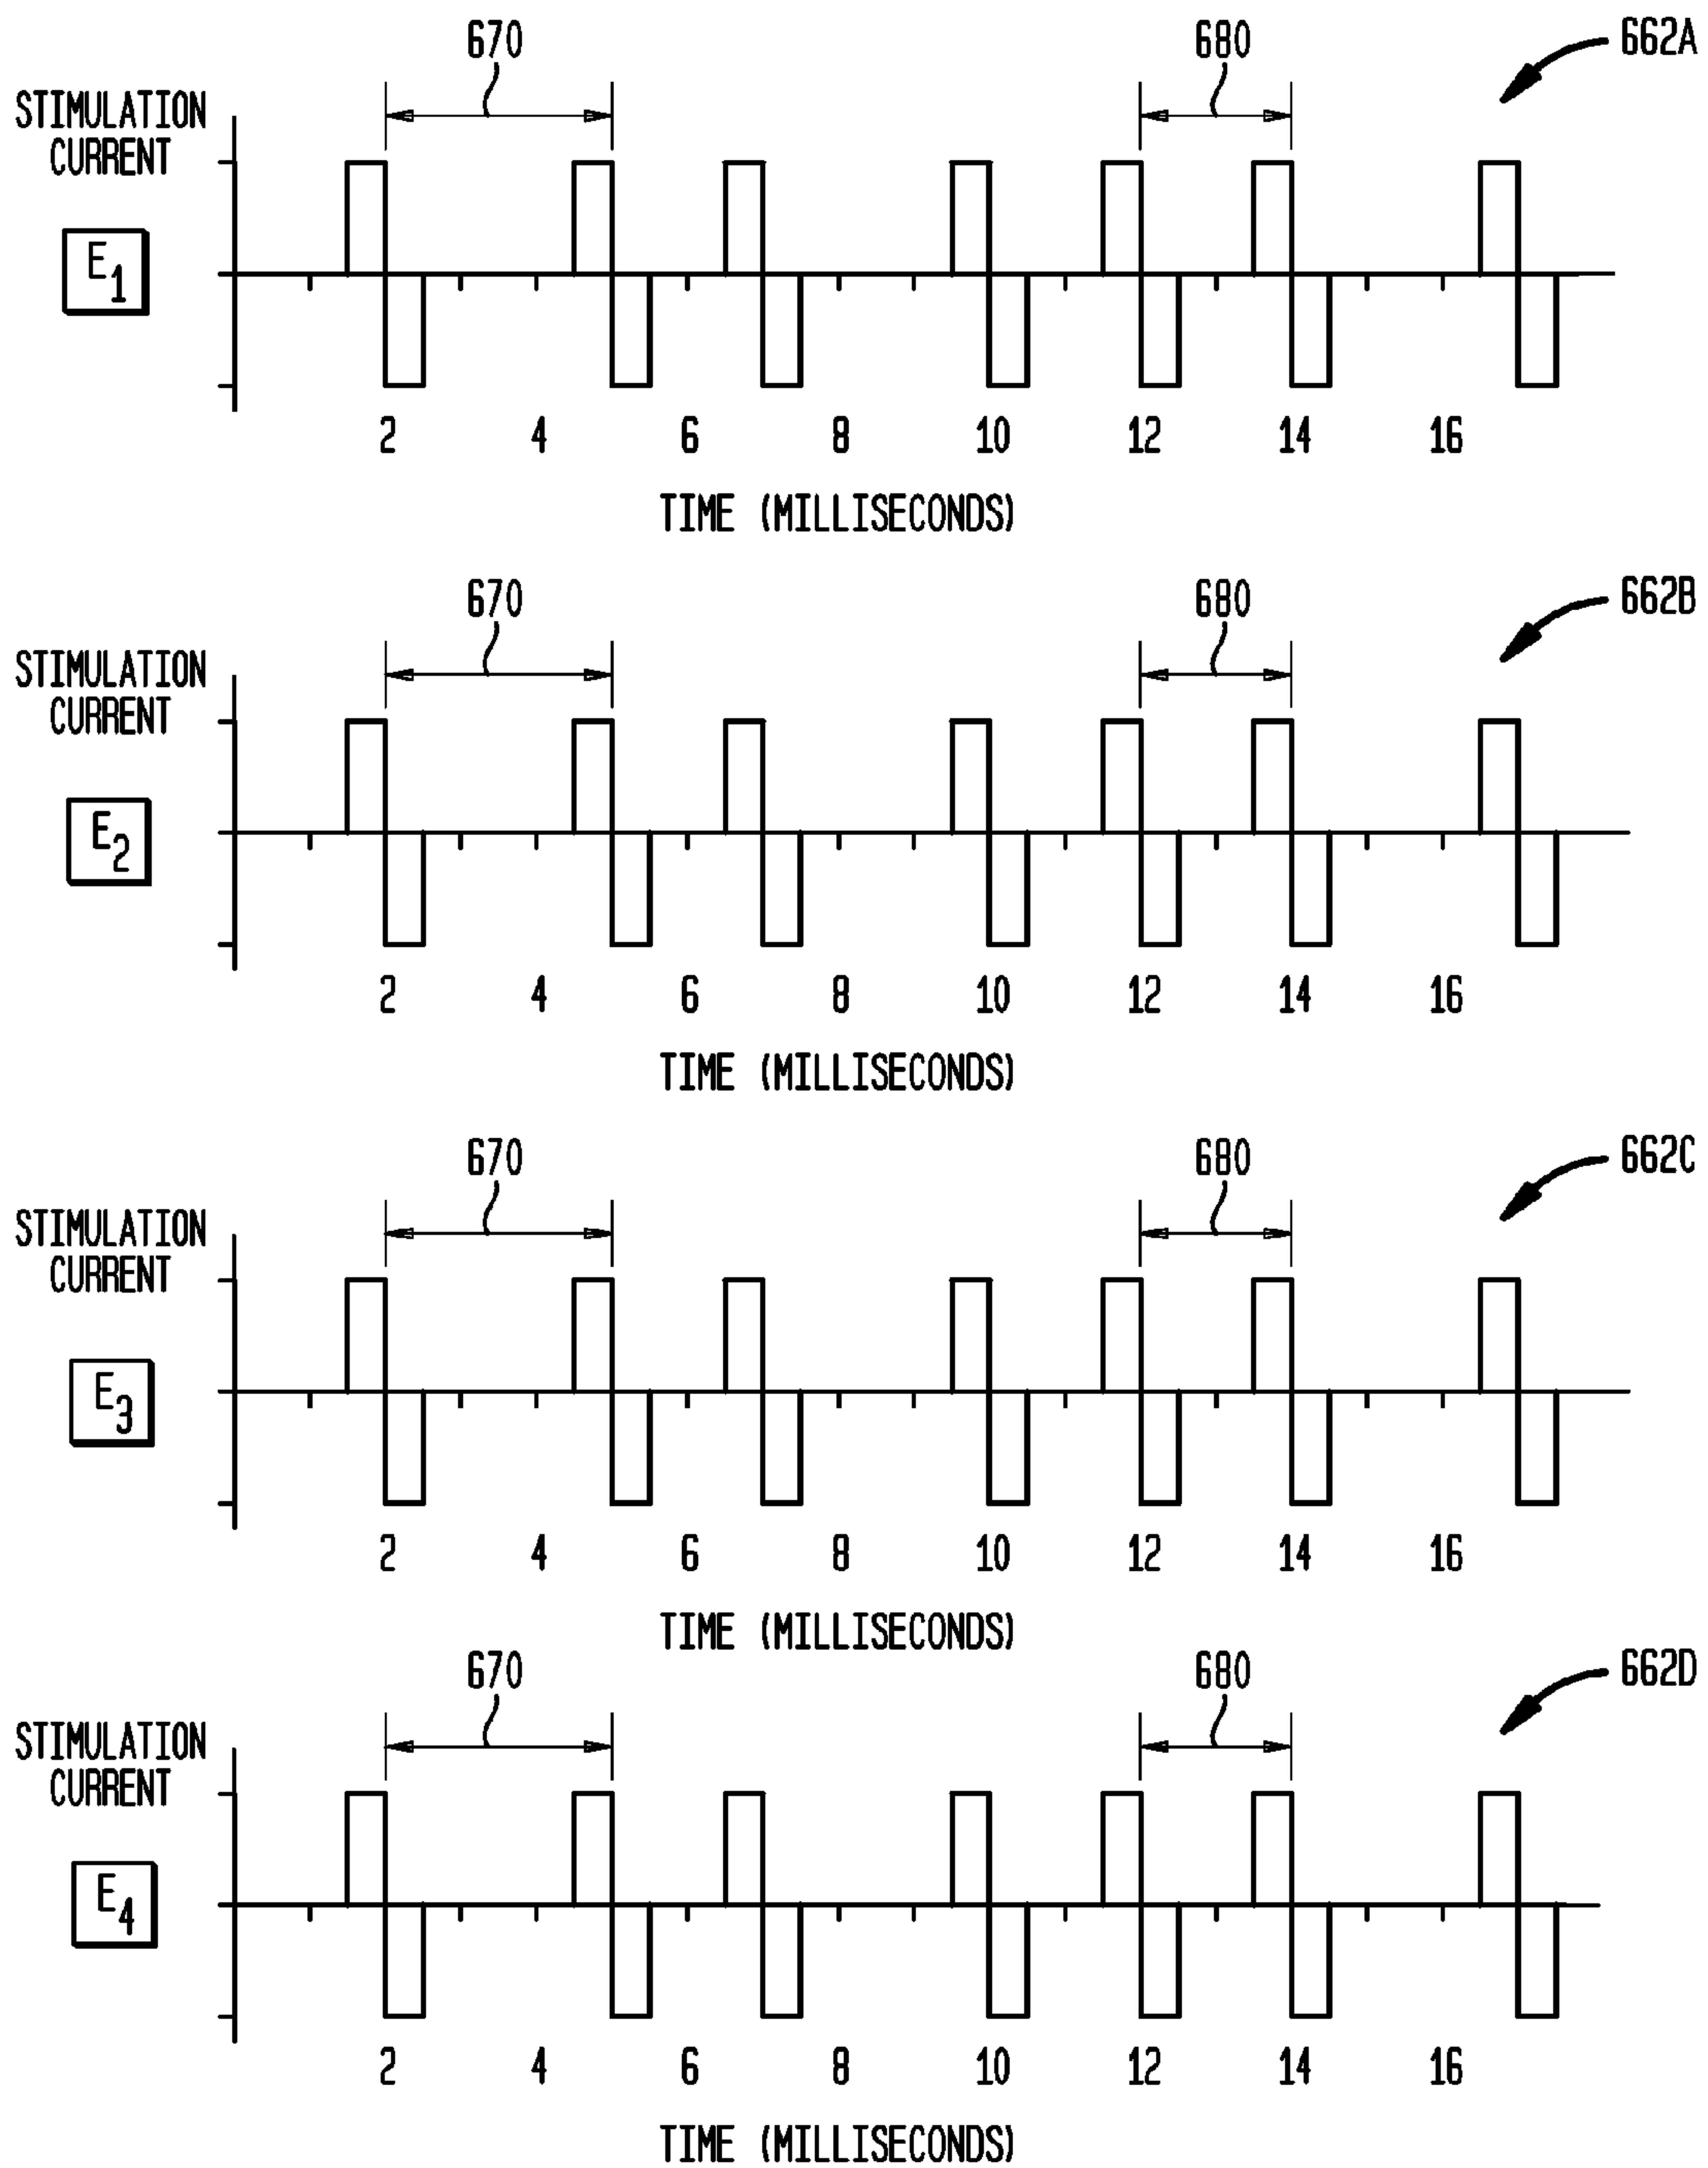 670 680 662A
STIMULATION
CURRENT
E1
2 4 6 8 10 12 14 16
TIME (MILLISECONDS)
670 680 662B
STIMULATION
CURRENT
E2
2 4 6 8 10 12 14 16
TIME (MILLISECONDS)
670 680 662C
STIMULATION
CURRENT
E3
2 4 6 8 10 12 14 16
TIME (MILLISECONDS)
670 680 662D
STIMULATION
CURRENT
E4
2 4 6 8 10 12 14 16
TIME (MILLISECONDS)